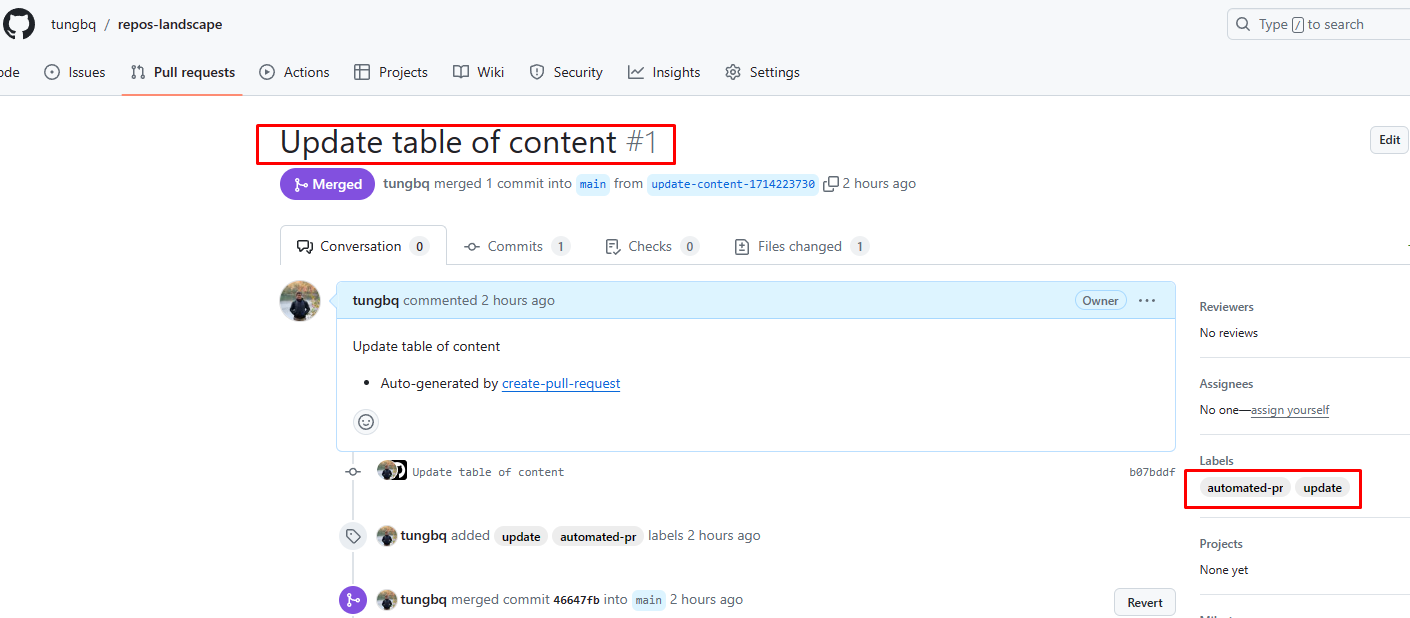 tungbq / repos-landscape
Type / to search
ode Issues Pull requests Actions Projects Wiki Security Insights Settings
Update table of content #1
Edit
Merged tungbq merged 1 commit into main from update-content-1714223730 2 hours ago
Conversation 0 Commits 1 Checks 0 Files changed 1
tungbq commented 2 hours ago Owner ...
Update table of content
• Auto-generated by create-pull-request
Update table of content b07bddf
tungbq added update automated-pr labels 2 hours ago
tungbq merged commit 46647fb into main 2 hours ago Revert
Reviewers
No reviews
Assignees
No one—assign yourself
Labels
automated-pr update
Projects
None yet